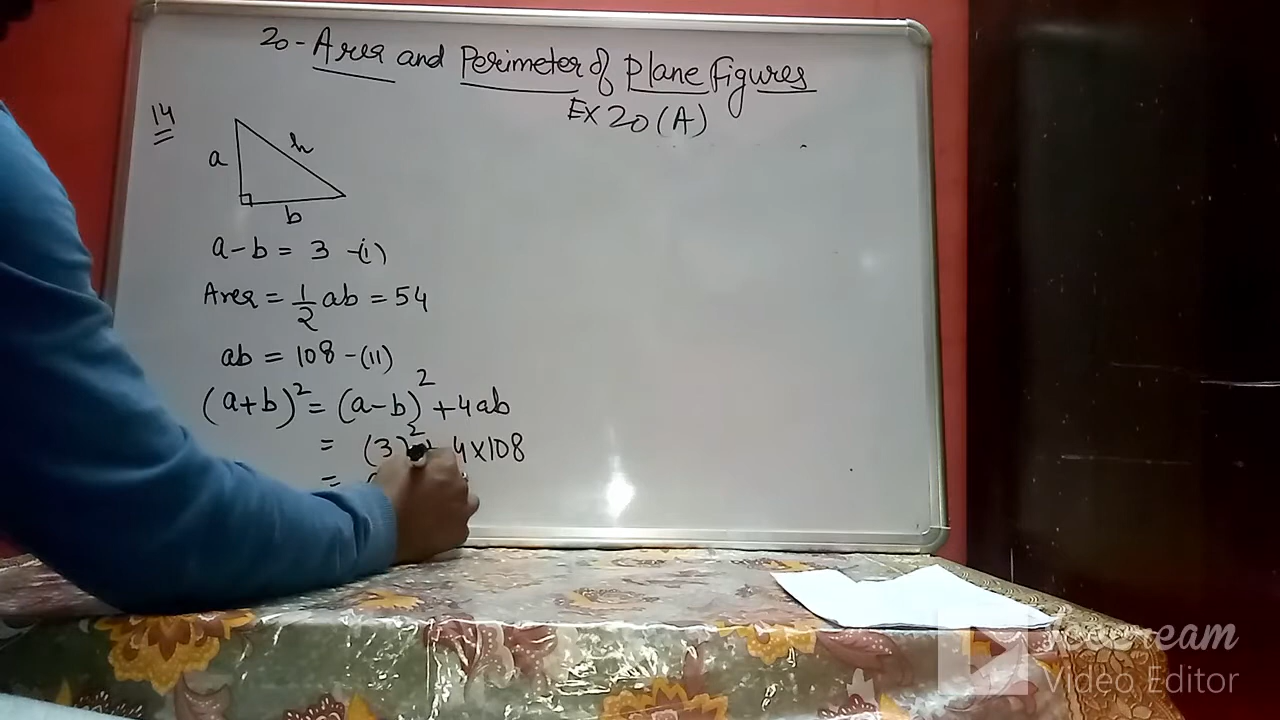 20- Area and Perimeter of Plane Figures
EX 20 (A)
14
a
h
b
a - b = 3 -(i)
Area = 1/2 ab = 54
ab = 108 -(II)
(a+b)² = (a-b)² + 4ab
= (3)² + 4x108
=
Video Editor